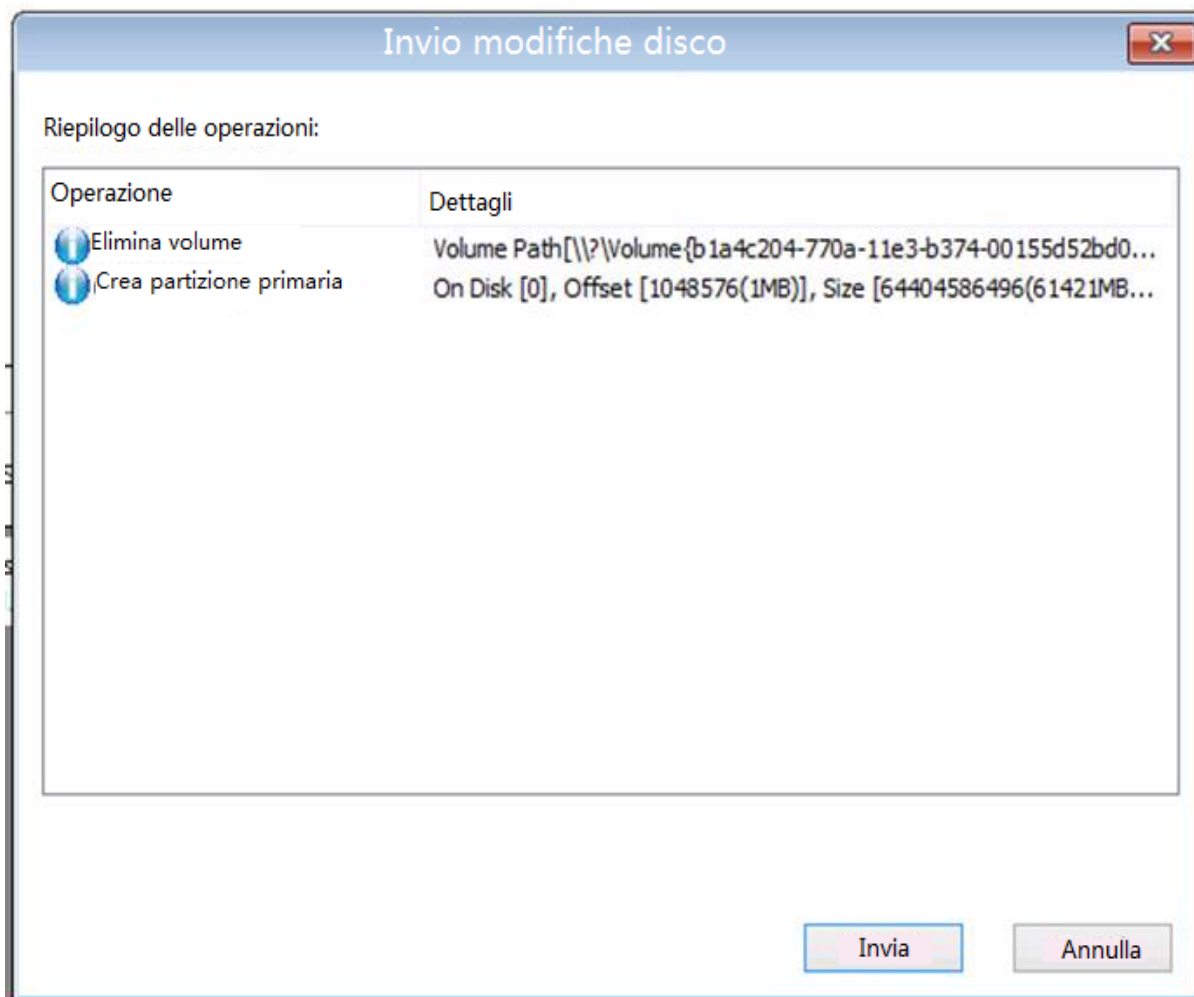 Invio modifiche disco
Riepilogo delle operazioni:
Operazione Dettagli
Elimina volume Volume Path[\\?\Volume{b1a4c204-770a-11e3-b374-00155d52bd0...
Crea partizione primaria On Disk [0], Offset [1048576(1MB)], Size [64404586496(61421MB...
Invia Annulla